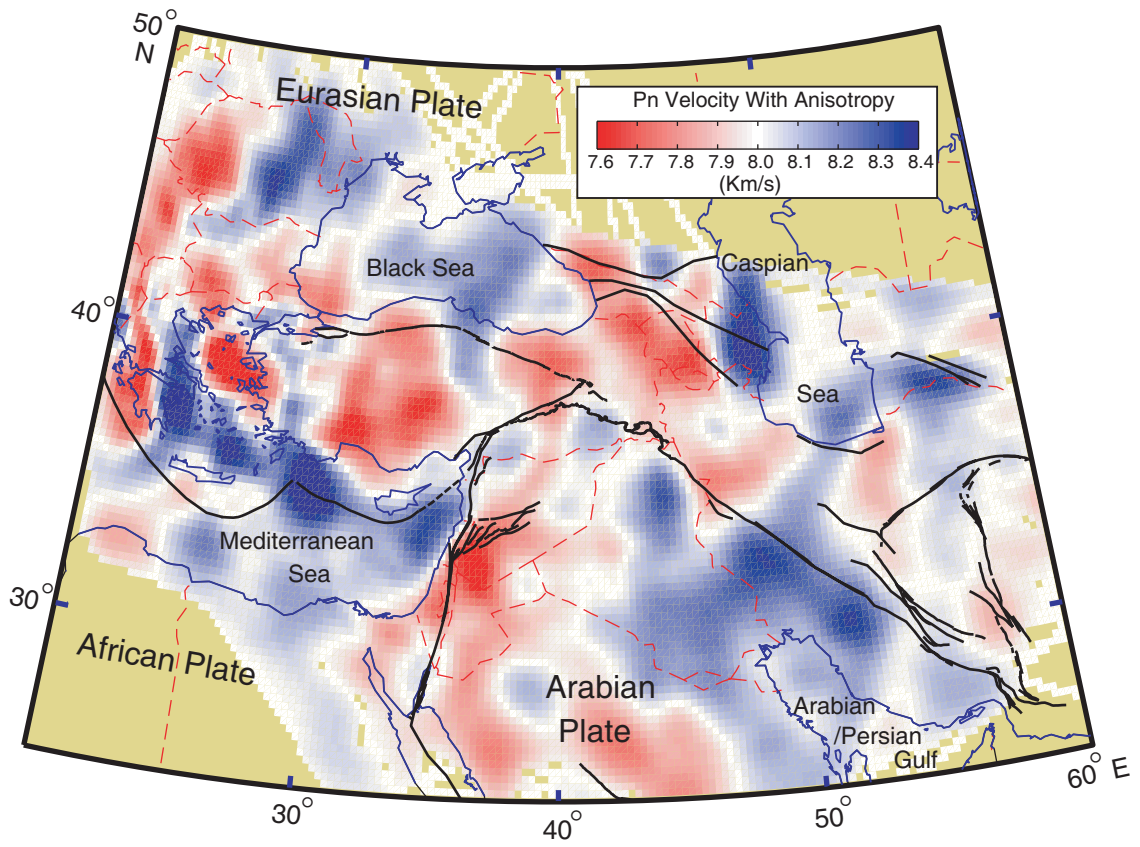 50°
N
Eurasian Plate
Pn Velocity With Anisotropy
7.6 7.7 7.8 7.9 8.0 8.1 8.2 8.3 8.4
(Km/s)
Black Sea
Caspian
40°
Sea
Mediterranean
Sea
30°
African Plate
Arabian
Plate
Arabian
/Persian
Gulf
60° E
30°
40°
50°